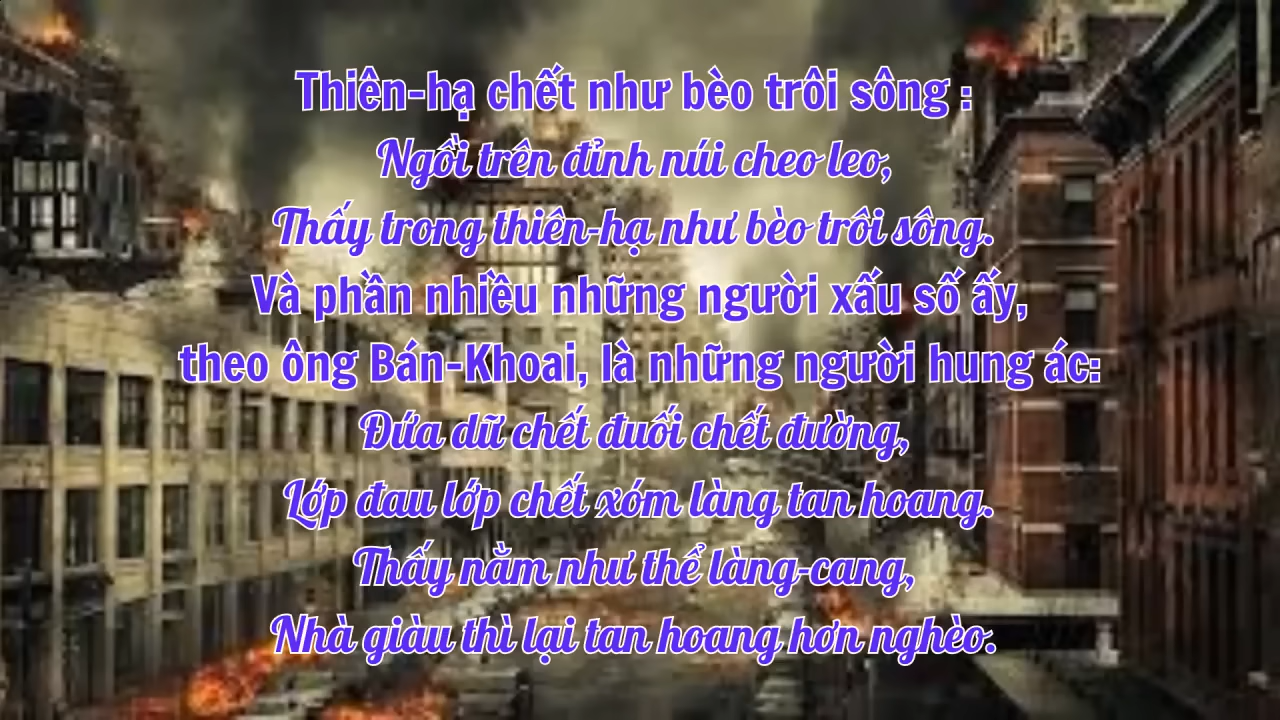 Thiên-hạ chết như bèo trôi sông :
Ngồi trên đỉnh núi cheo leo,
Thấy trong thiên-hạ như bèo trôi sông.
Và phần nhiều những người xấu số ấy,
theo ông Bán-Khoai, là những người hung ác:
Đứa dữ chết đuối chết đường,
Lớp đau lớp chết xóm làng tan hoang.
Thấy nằm như thể làng-cang,
Nhà giàu thì lại tan hoang hơn nghèo.